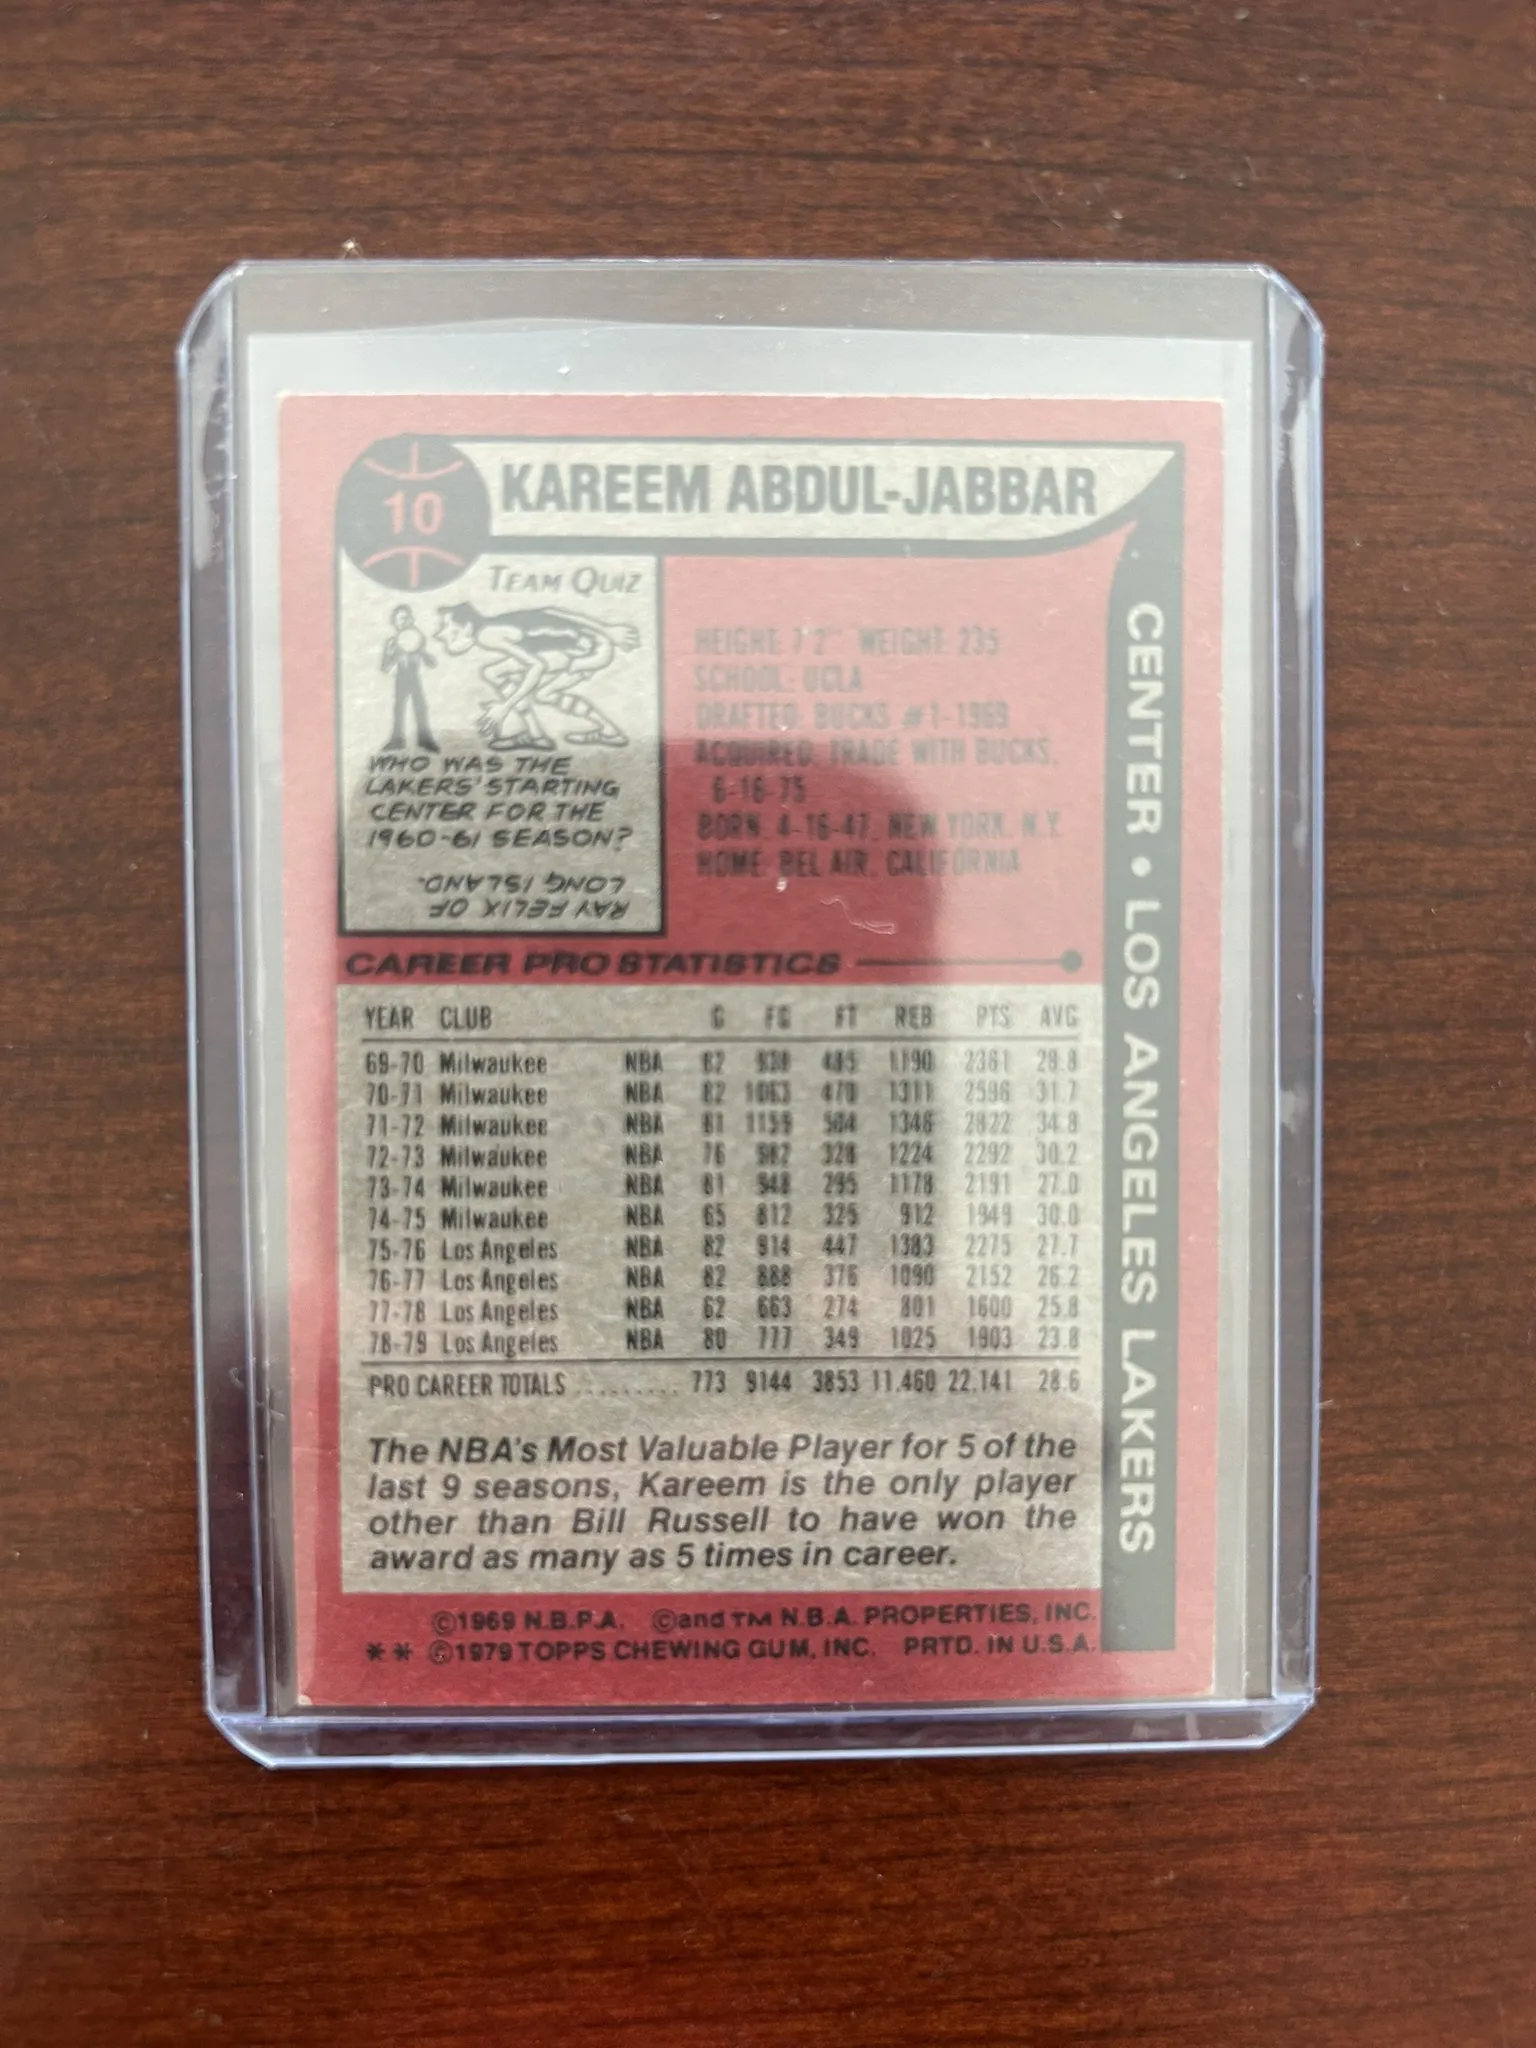 10
KAREEM ABDUL-JABBAR
TEAM QUIZ
WHO WAS THE
LAKERS' STARTING
CENTER FOR THE
1960-61 SEASON?
RAY FELIX OF
LONG ISLAND.
HEIGHT: 7'2" WEIGHT: 235
SCHOOL: UCLA
DRAFTED: BUCKS #1-1969
ACQUIRED: TRADE WITH BUCKS,
6-16-75
BORN: 4-16-47, NEW YORK, N.Y.
HOME: BEL AIR, CALIFORNIA
CENTER • LOS ANGELES LAKERS
CAREER PRO STATISTICS
YEAR CLUB G FG FT REB PTS AVG
69-70 Milwaukee NBA 82 938 485 1190 2361 28.8
70-71 Milwaukee NBA 82 1063 470 1311 2596 31.7
71-72 Milwaukee NBA 81 1159 504 1346 2822 34.8
72-73 Milwaukee NBA 76 982 328 1224 2292 30.2
73-74 Milwaukee NBA 81 948 295 1178 2191 27.0
74-75 Milwaukee NBA 65 812 325 912 1949 30.0
75-76 Los Angeles NBA 82 914 447 1383 2275 27.7
76-77 Los Angeles NBA 82 888 376 1090 2152 26.2
77-78 Los Angeles NBA 62 663 274 801 1600 25.8
78-79 Los Angeles NBA 80 777 349 1025 1903 23.8
PRO CAREER TOTALS ......... 773 9144 3853 11,460 22,141 28.6
The NBA's Most Valuable Player for 5 of the
last 9 seasons, Kareem is the only player
other than Bill Russell to have won the
award as many as 5 times in career.
©1969 N.B.P.A. ©and TM N.B.A. PROPERTIES, INC.
** ©1979 TOPPS CHEWING GUM, INC. PRTD. IN U.S.A.